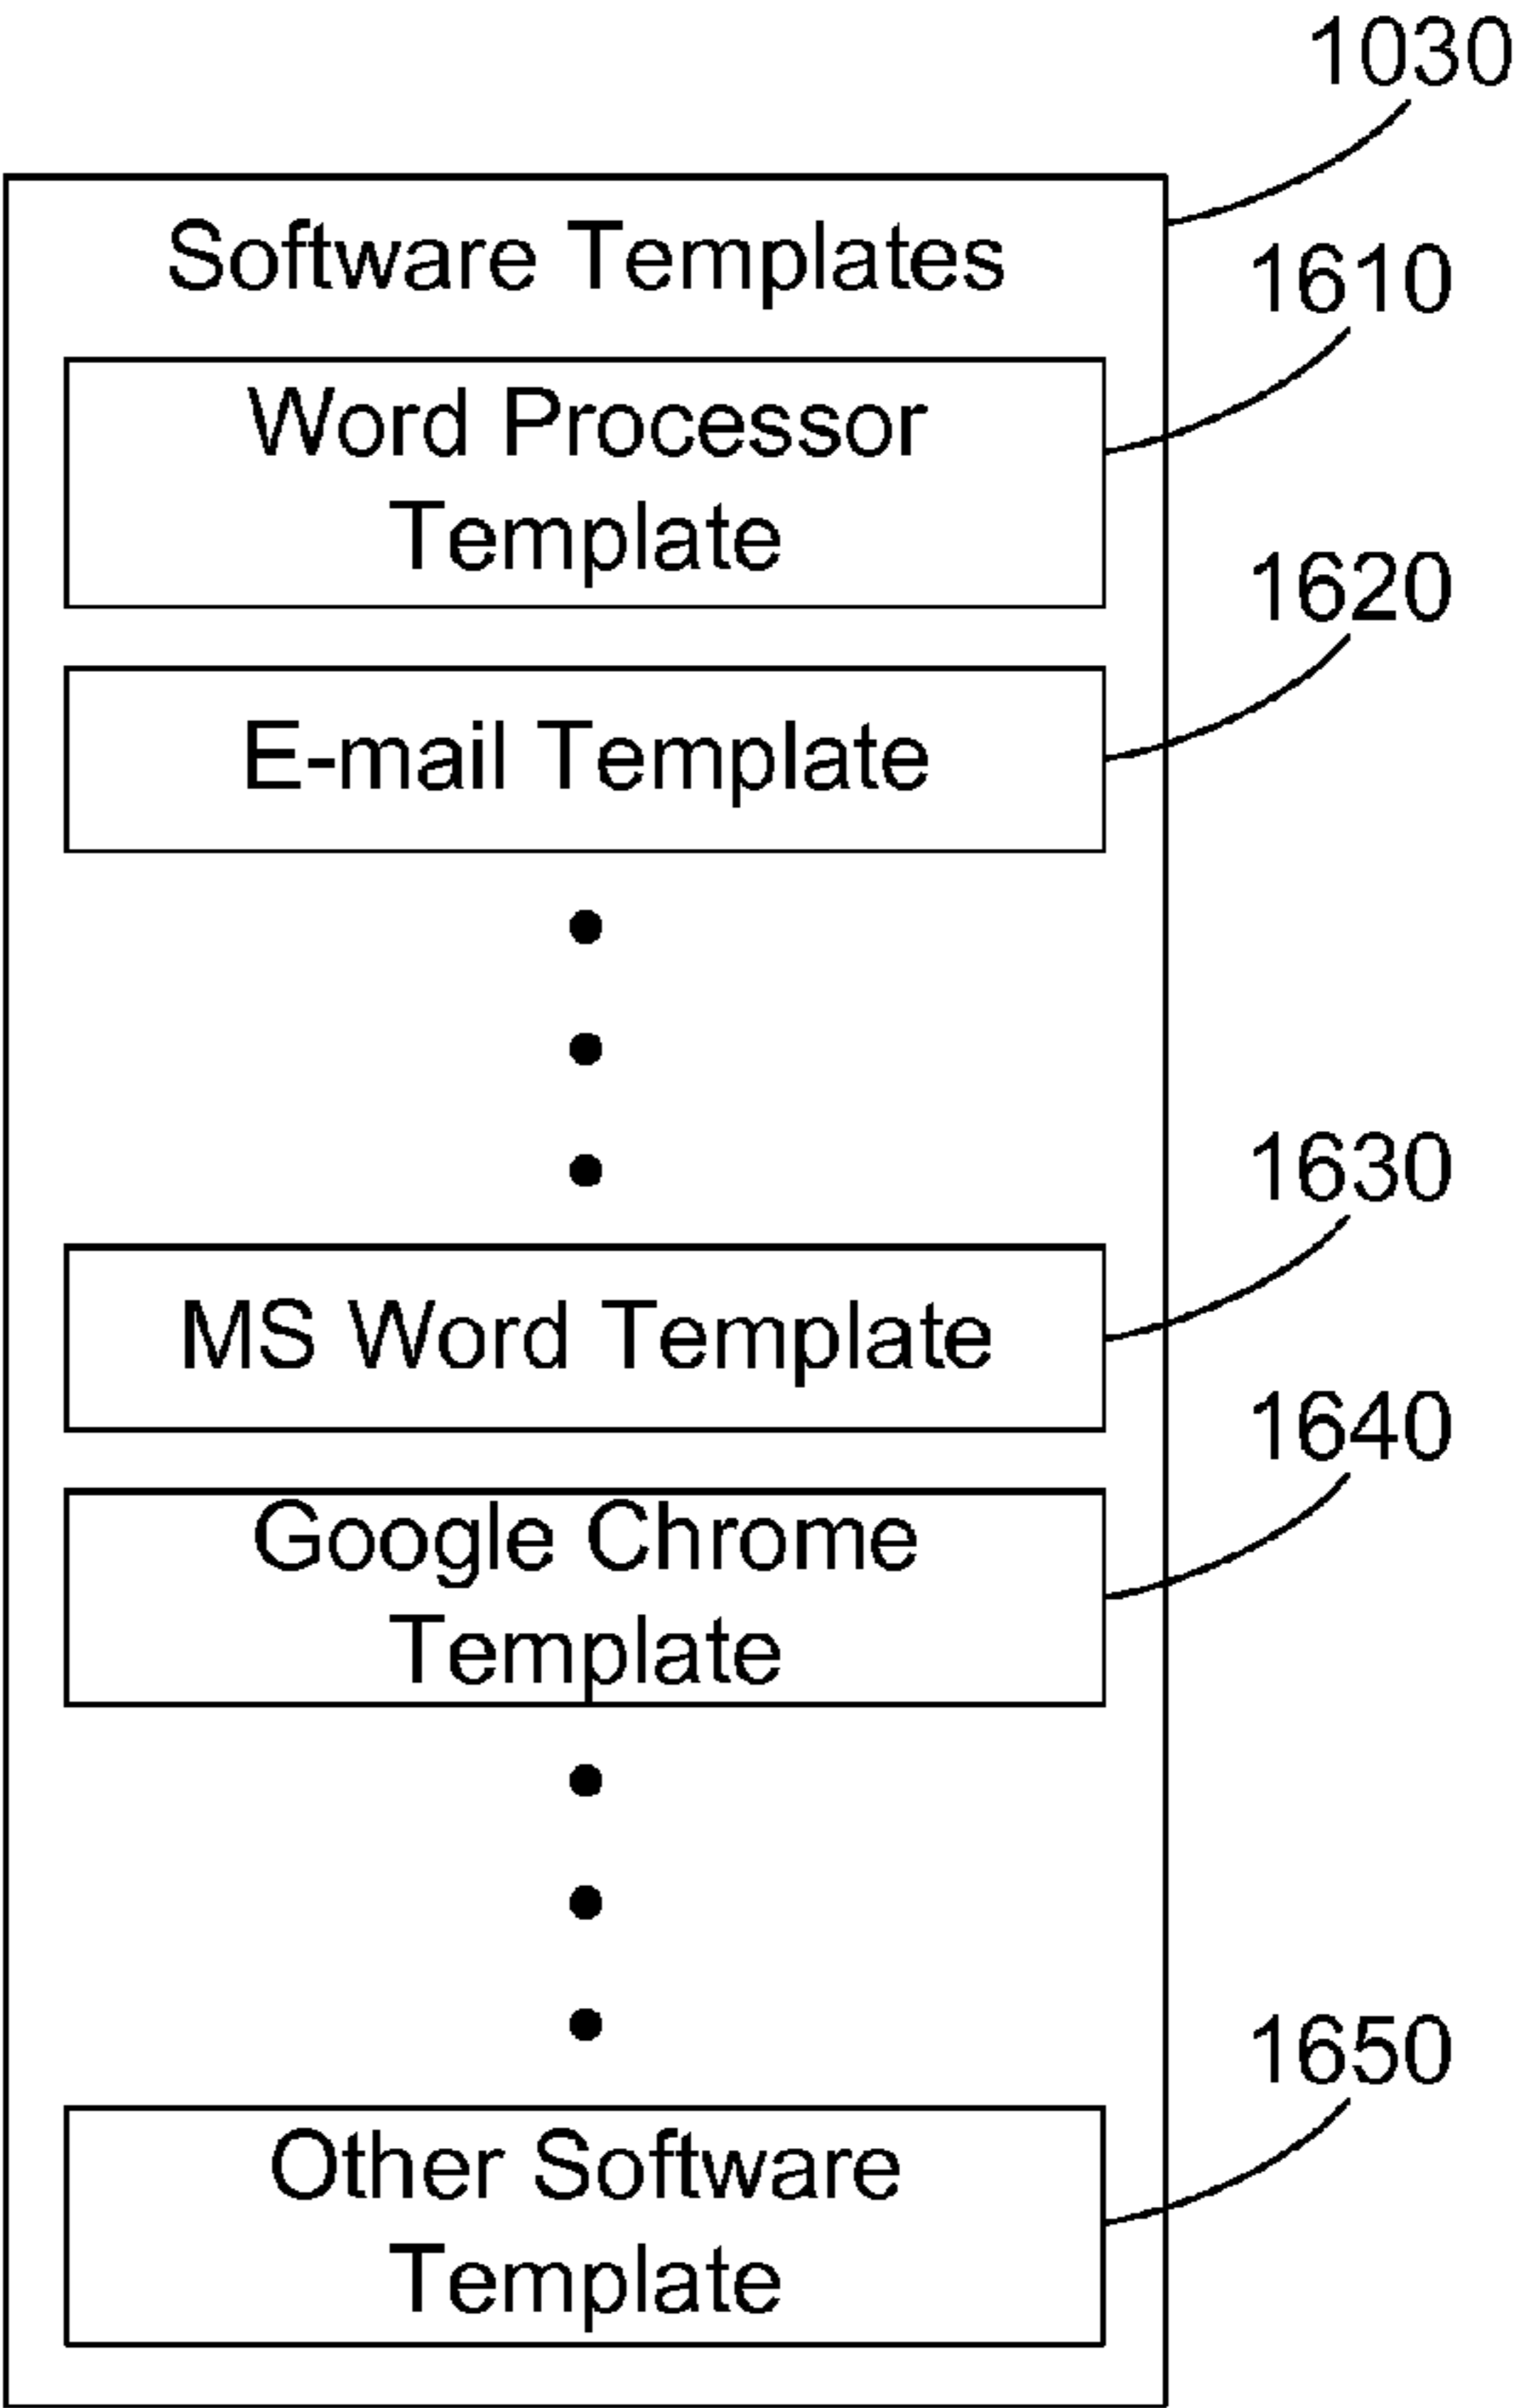 1030
Software Templates
1610
Word Processor
Template
1620
E-mail Template
1630
MS Word Template
1640
Google Chrome
Template
1650
Other Software
Template